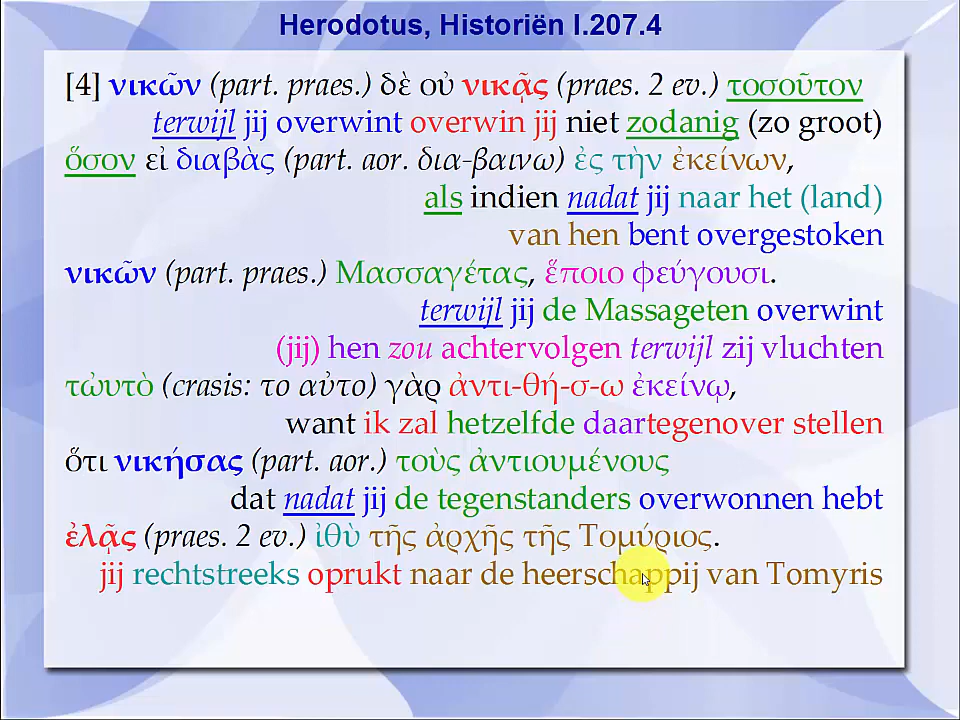 Herodotus, Historiën I.207.4
[4] νικῶν (part. praes.) δὲ οὐ νικᾷς (praes. 2 ev.) τοσοῦτον
terwijl jij overwint overwin jij niet zodanig (zo groot)
ὅσον εἰ διαβὰς (part. aor. δια-βαινω) ἐς τὴν ἐκείνων,
als indien nadat jij naar het (land)
van hen bent overgestoken
νικῶν (part. praes.) Μασσαγέτας, ἕποιο φεύγουσι.
terwijl jij de Massageten overwint
(jij) hen zou achtervolgen terwijl zij vluchten
τὠυτὸ (crasis: το αὐτο) γὰρ ἀντι-θή-σ-ω ἐκείνῳ,
want ik zal hetzelfde daartegenover stellen
ὅτι νικήσας (part. aor.) τοὺς ἀντιουμένους
dat nadat jij de tegenstanders overwonnen hebt
ἐλᾷς (praes. 2 ev.) ἰθὺ τῆς ἀρχῆς τῆς Τομύριος.
jij rechtstreeks oprukt naar de heerschappij van Tomyris